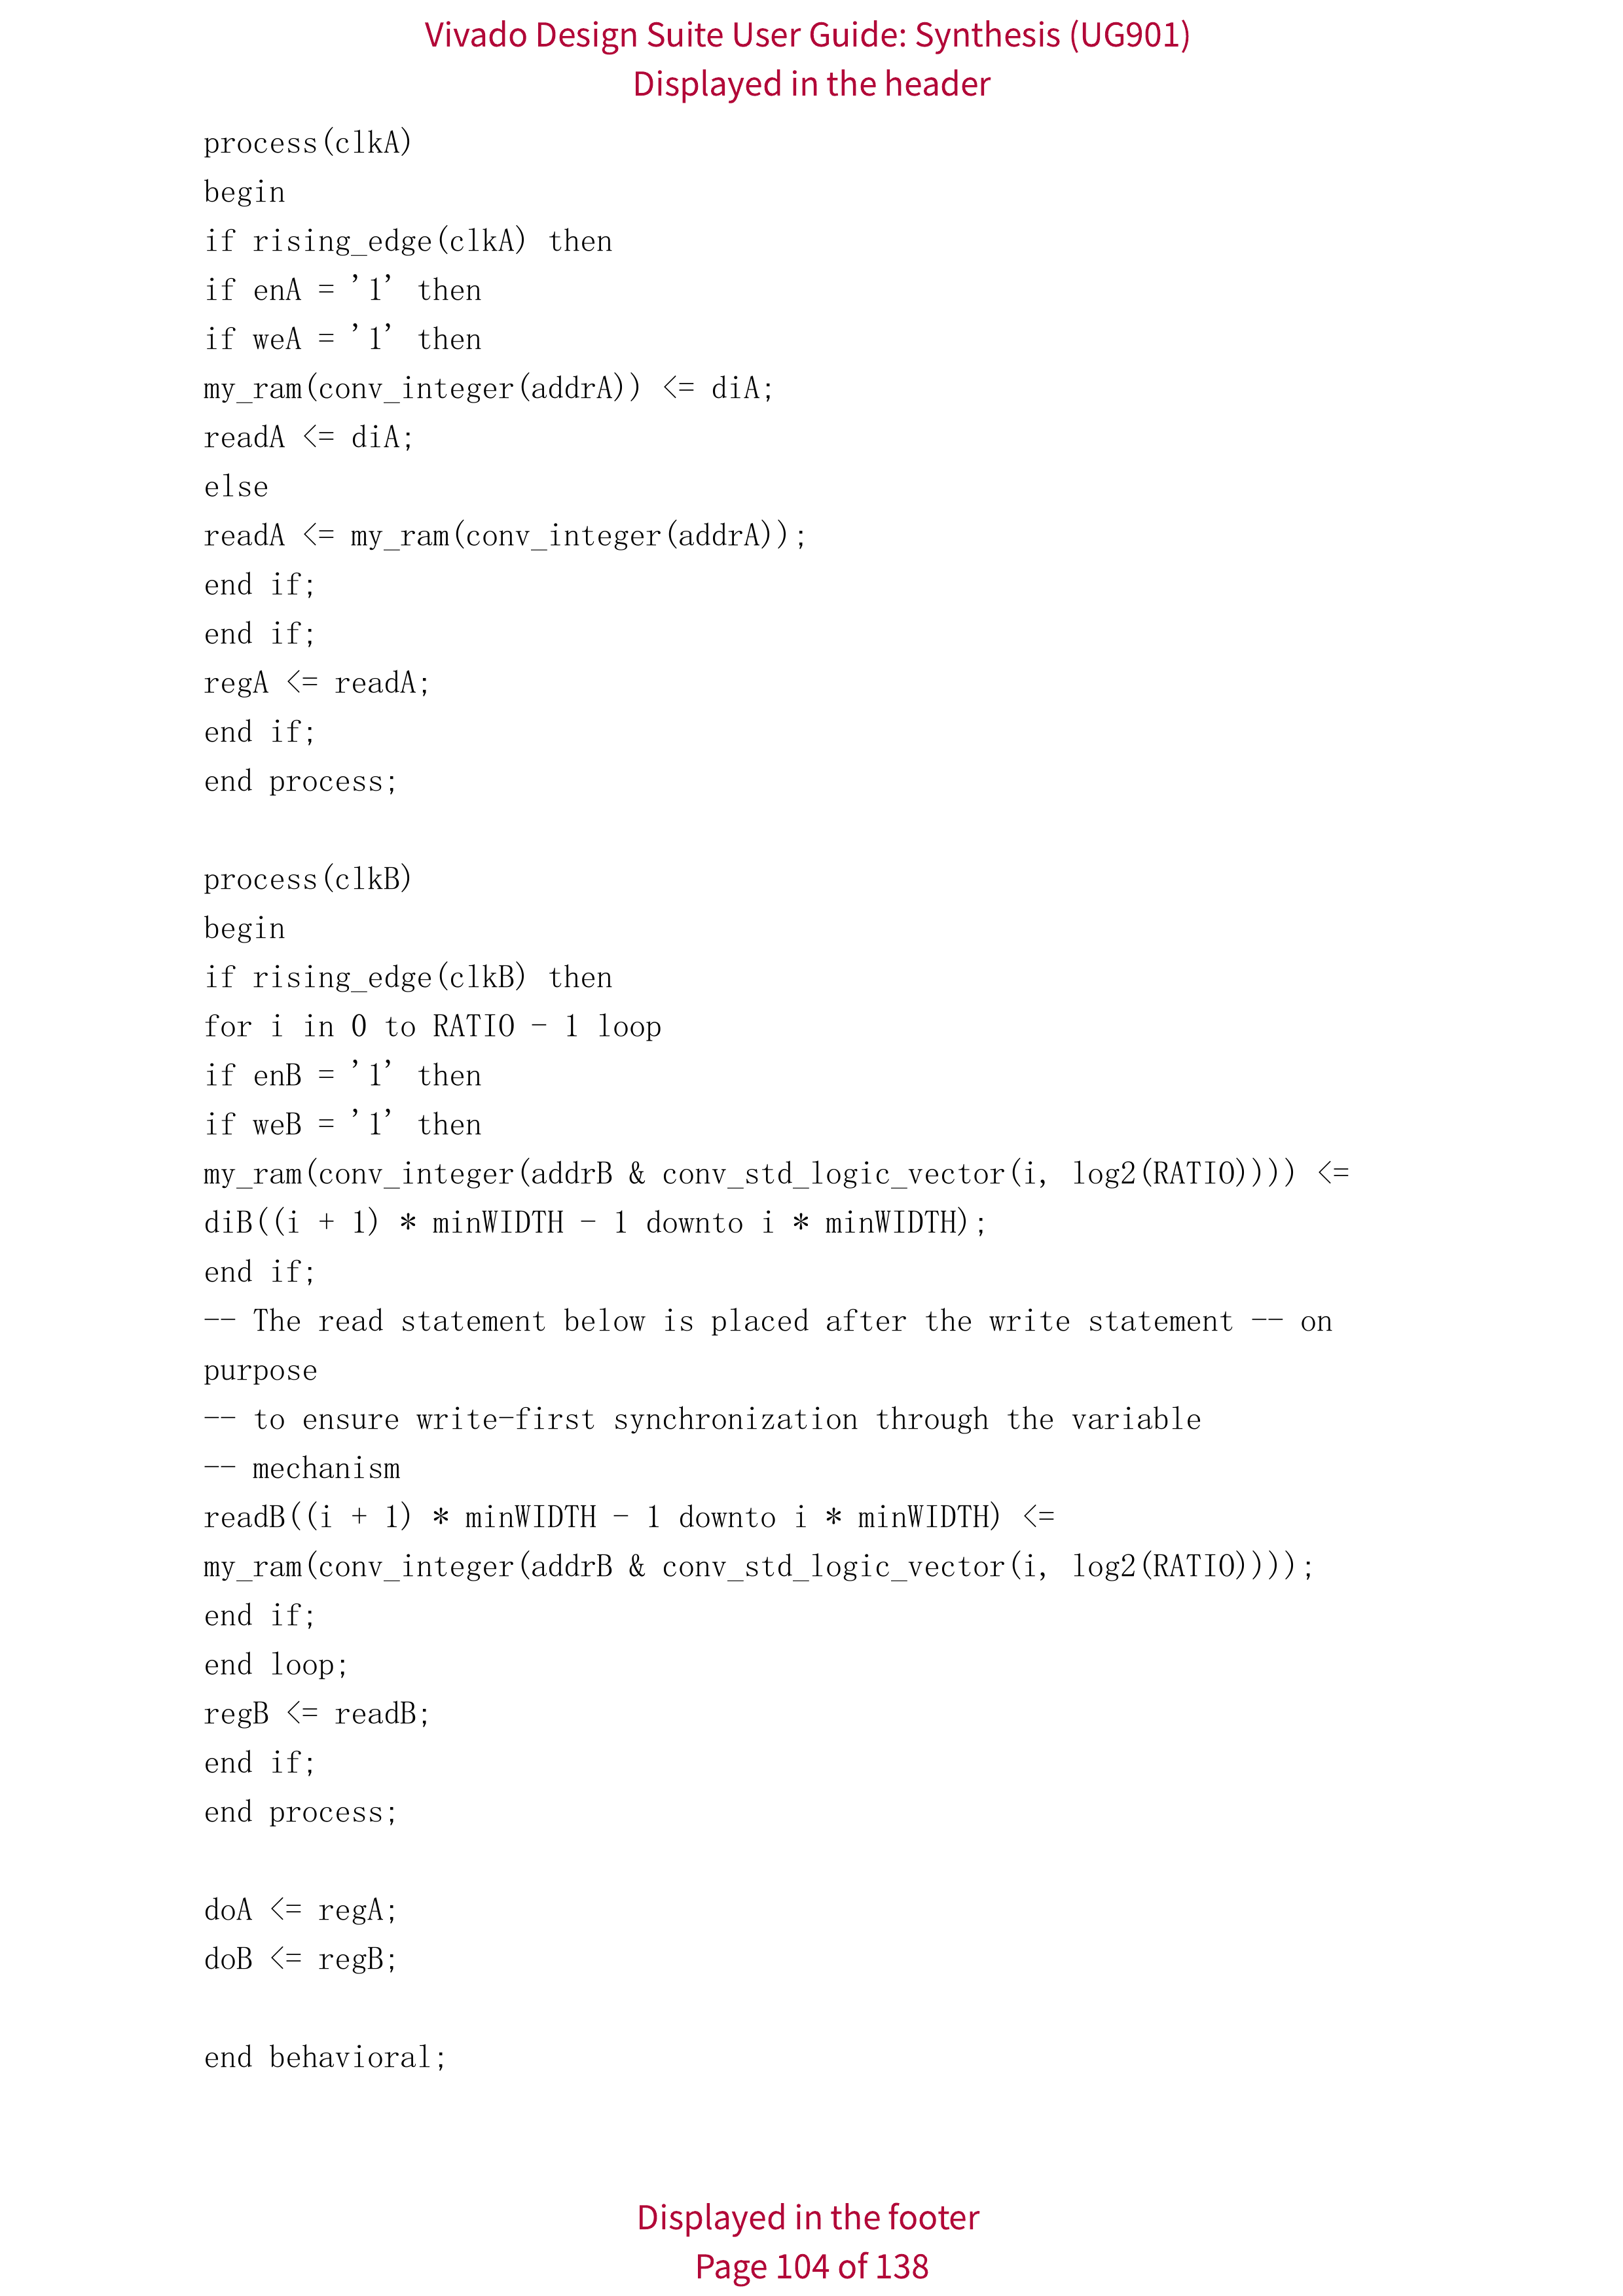 Vivado Design Suite User Guide: Synthesis (UG901)
Displayed in the header
process(clkA)
begin
if rising_edge(clkA) then
if enA = '1' then
if weA = '1' then
my_ram(conv_integer(addrA)) <= diA;
readA <= diA;
else
readA <= my_ram(conv_integer(addrA));
end if;
end if;
regA <= readA;
end if;
end process;
process(clkB)
begin
if rising_edge(clkB) then
for i in 0 to RATIO - 1 loop
if enB = '1' then
if weB = '1' then
my_ram(conv_integer(addrB & conv_std_logic_vector(i, log2(RATIO)))) <=
diB((i + 1) * minWIDTH - 1 downto i * minWIDTH);
end if;
-- The read statement below is placed after the write statement -- on
purpose
-- to ensure write-first synchronization through the variable
-- mechanism
readB((i + 1) * minWIDTH - 1 downto i * minWIDTH) <=
my_ram(conv_integer(addrB & conv_std_logic_vector(i, log2(RATIO))));
end if;
end loop;
regB <= readB;
end if;
end process;
doA <= regA;
doB <= regB;
end behavioral;
Displayed in the footer
Page 104 of 138